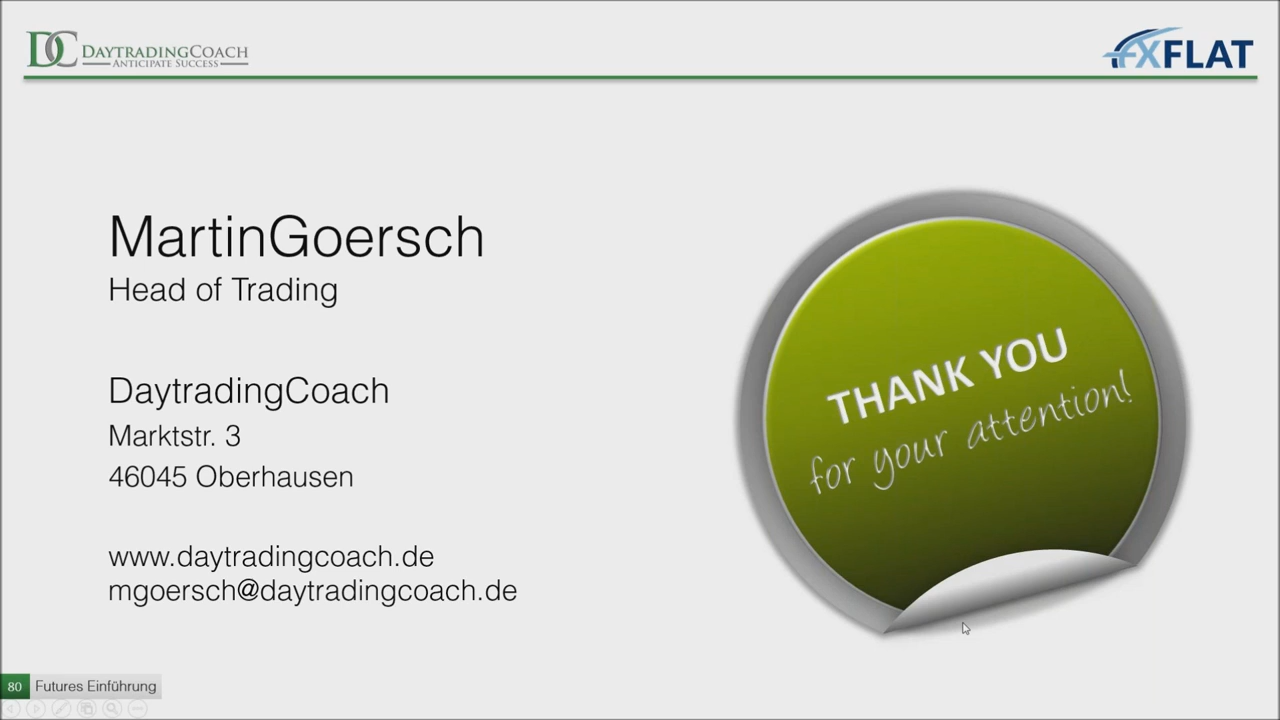 DC DAYTRADINGCOACH
ANTICIPATE SUCCESS
FXFLAT
MartinGoersch
Head of Trading
DaytradingCoach
Marktstr. 3
46045 Oberhausen
www.daytradingcoach.de
mgoersch@daytradingcoach.de
THANK YOU
for your attention!
80 Futures Einführung